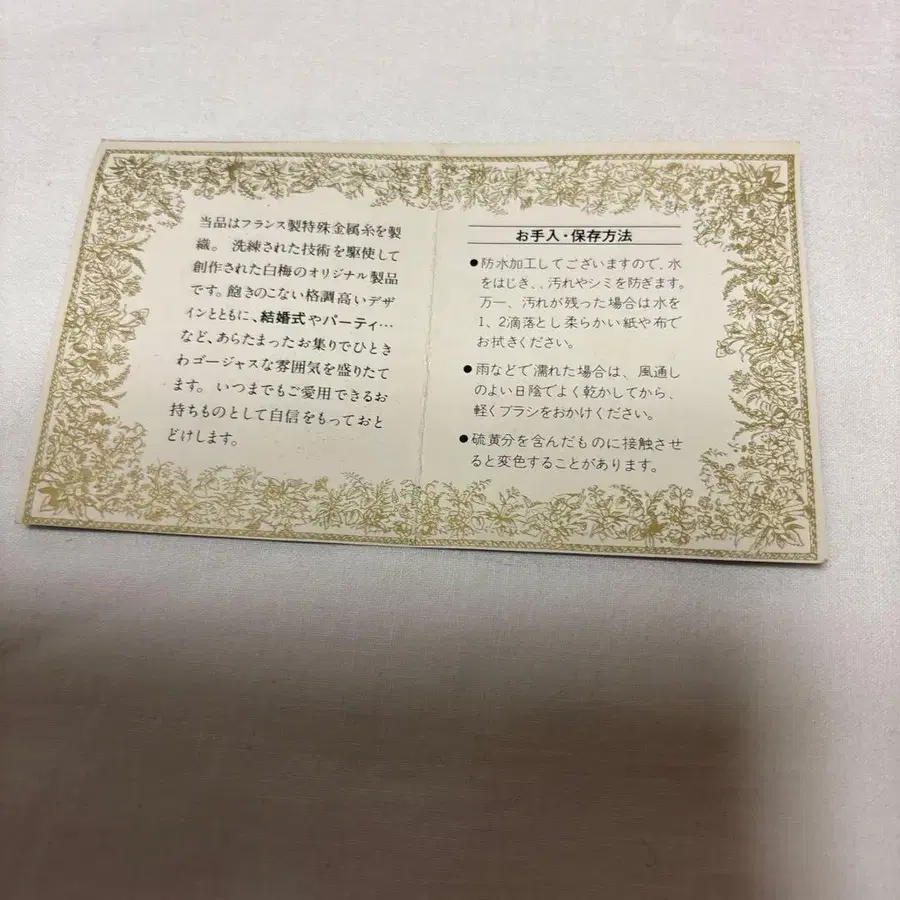 当品はフランス製特殊金属糸を製
織。洗練された技術を駆使して
創作された白梅のオリジナル製品
です。飽きのこない格調高いデザ
インとともに、結婚式やパーティ…
など、あらたまったお集りでひとき
わゴージャスな雰囲気を盛りたて
ます。いつまでもご愛用できるお
持ちものとして自信をもっておと
どけします。
お手入・保存方法
●防水加工してございますので、水
をはじき、、汚れやシミを防ぎます。
万一、汚れが残った場合は水を
1、2滴落とし柔らかい紙や布で
お拭きください。
●雨などで濡れた場合は、風通し
のよい日陰でよく乾かしてから、
軽くブラシをおかけください。
●硫黄分を含んだものに接触させ
ると変色することがあります。